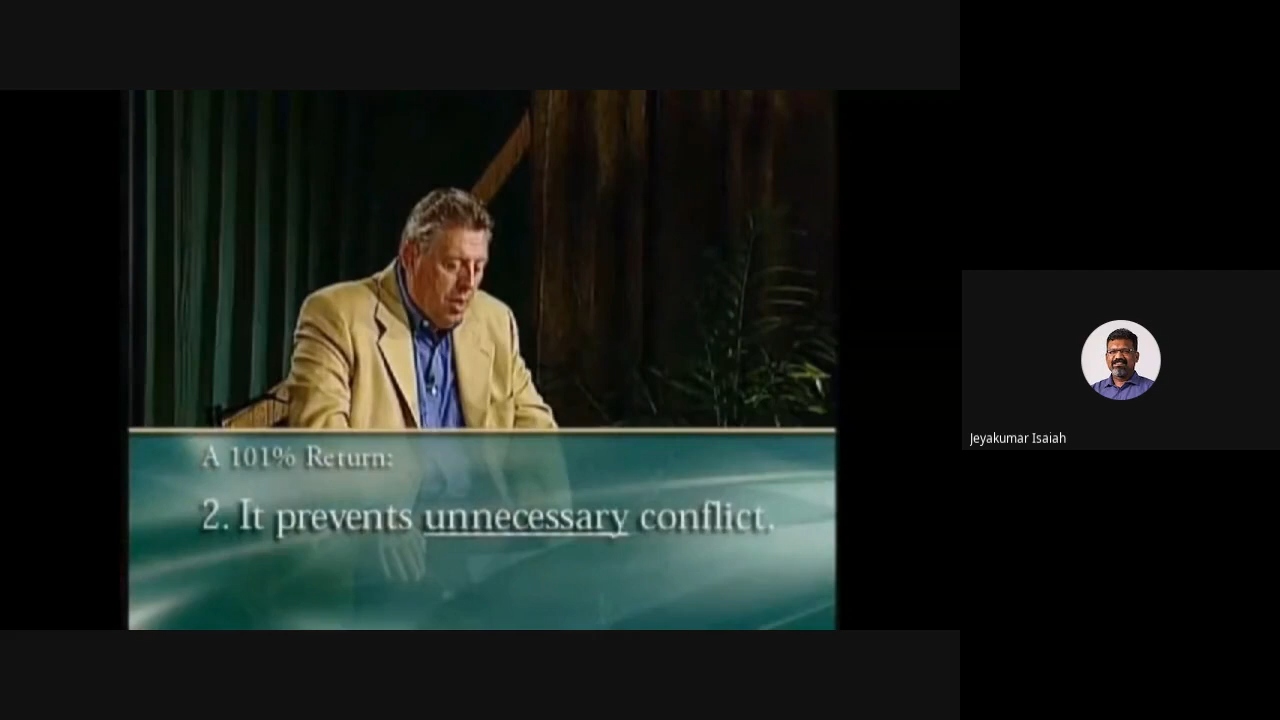 A 101% Return:
2. It prevents unnecessary conflict.
Jeyakumar Isaiah